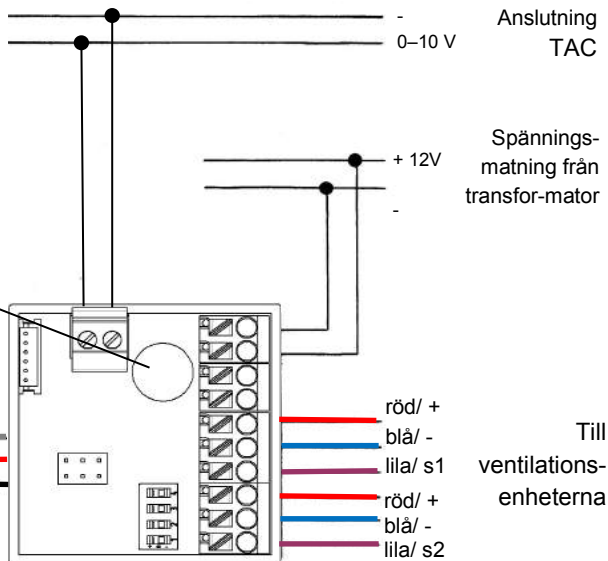 -
Anslutning
0–10 V
TAC
Spännings-
+ 12V
matning från
transfor-mator
-
röd/ +
blå/ -
Till
lila/ s1
ventilations-
röd/ +
enheterna
blå/ -
lila/ s2